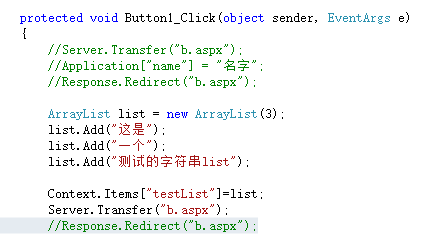 protected void Button1_Click(object sender, EventArgs e)
{
//Server.Transfer("b.aspx");
//Application["name"] = "名字";
//Response.Redirect("b.aspx");
ArrayList list = new ArrayList(3);
list.Add("这是");
list.Add("一个");
list.Add("测试的字符串list");
Context.Items["testList"]=list;
Server.Transfer("b.aspx");
//Response.Redirect("b.aspx");